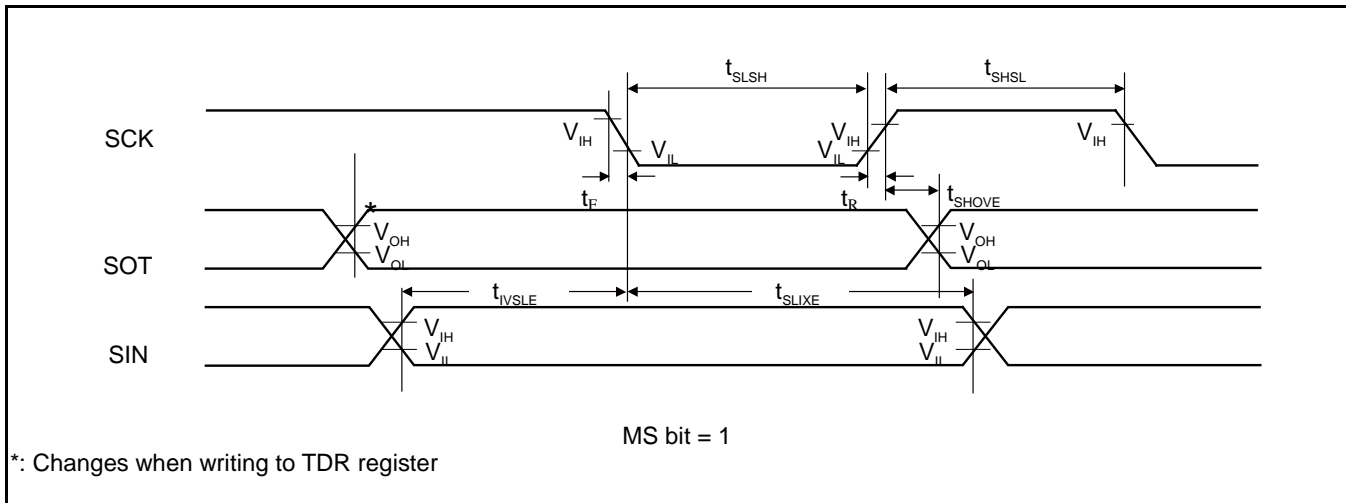 tSLSH
tSHSL
SCK
VIH
VIL
VIH
VIL
VIH
tF
tR
tSHOVE
*
VOH
VOL
VOH
VOL
SOT
tIVSLE
tSLIXE
VIH
VIL
VIH
VIL
SIN
MS bit = 1
*: Changes when writing to TDR register